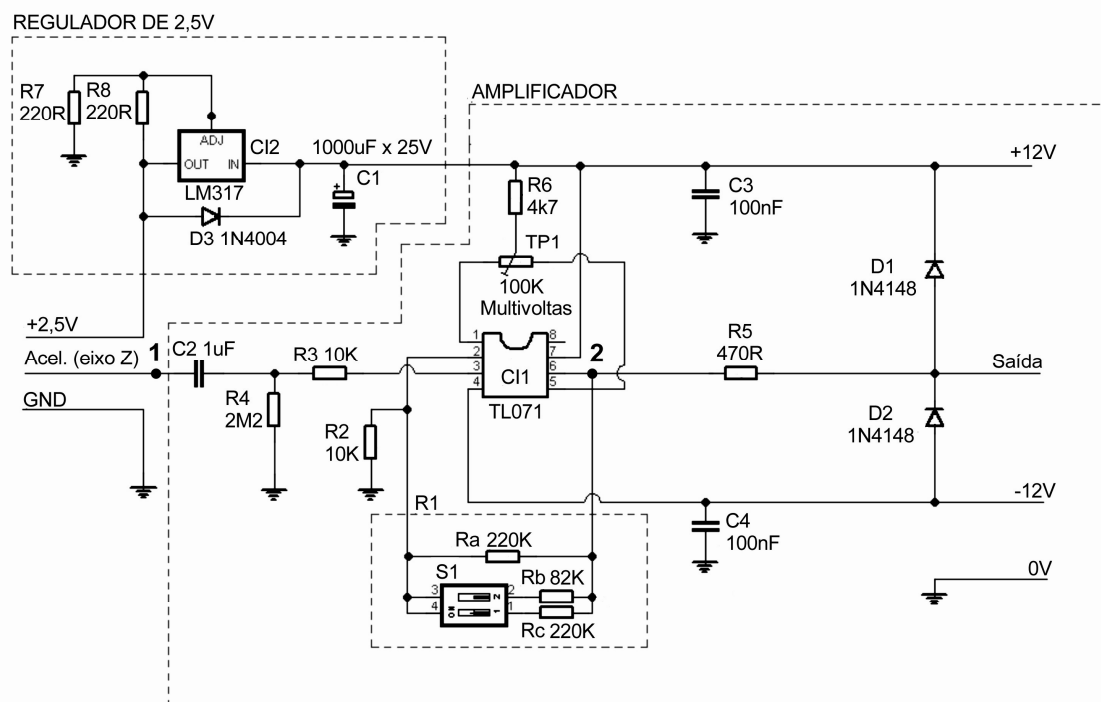 REGULADOR DE 2,5V
AMPLIFICADOR
R7
220R
R8
220R
ADJ
OUT IN
CI2
LM317
D3 1N4004
1000uF x 25V
+
C1
+12V
R6
4k7
C3
100nF
TP1
100K
Multivoltas
D1
1N4148
+2,5V
Acel. (eixo Z)
1
C2 1uF
R3 10K
R4
2M2
GND
R2
10K
1
2
3
4
8
7
6
5
CI1
TL071
2
R5
470R
Saída
D2
1N4148
-12V
R1
C4
100nF
Ra 220K
S1
3
4
2
1
ON
2
1
Rb 82K
Rc 220K
0V